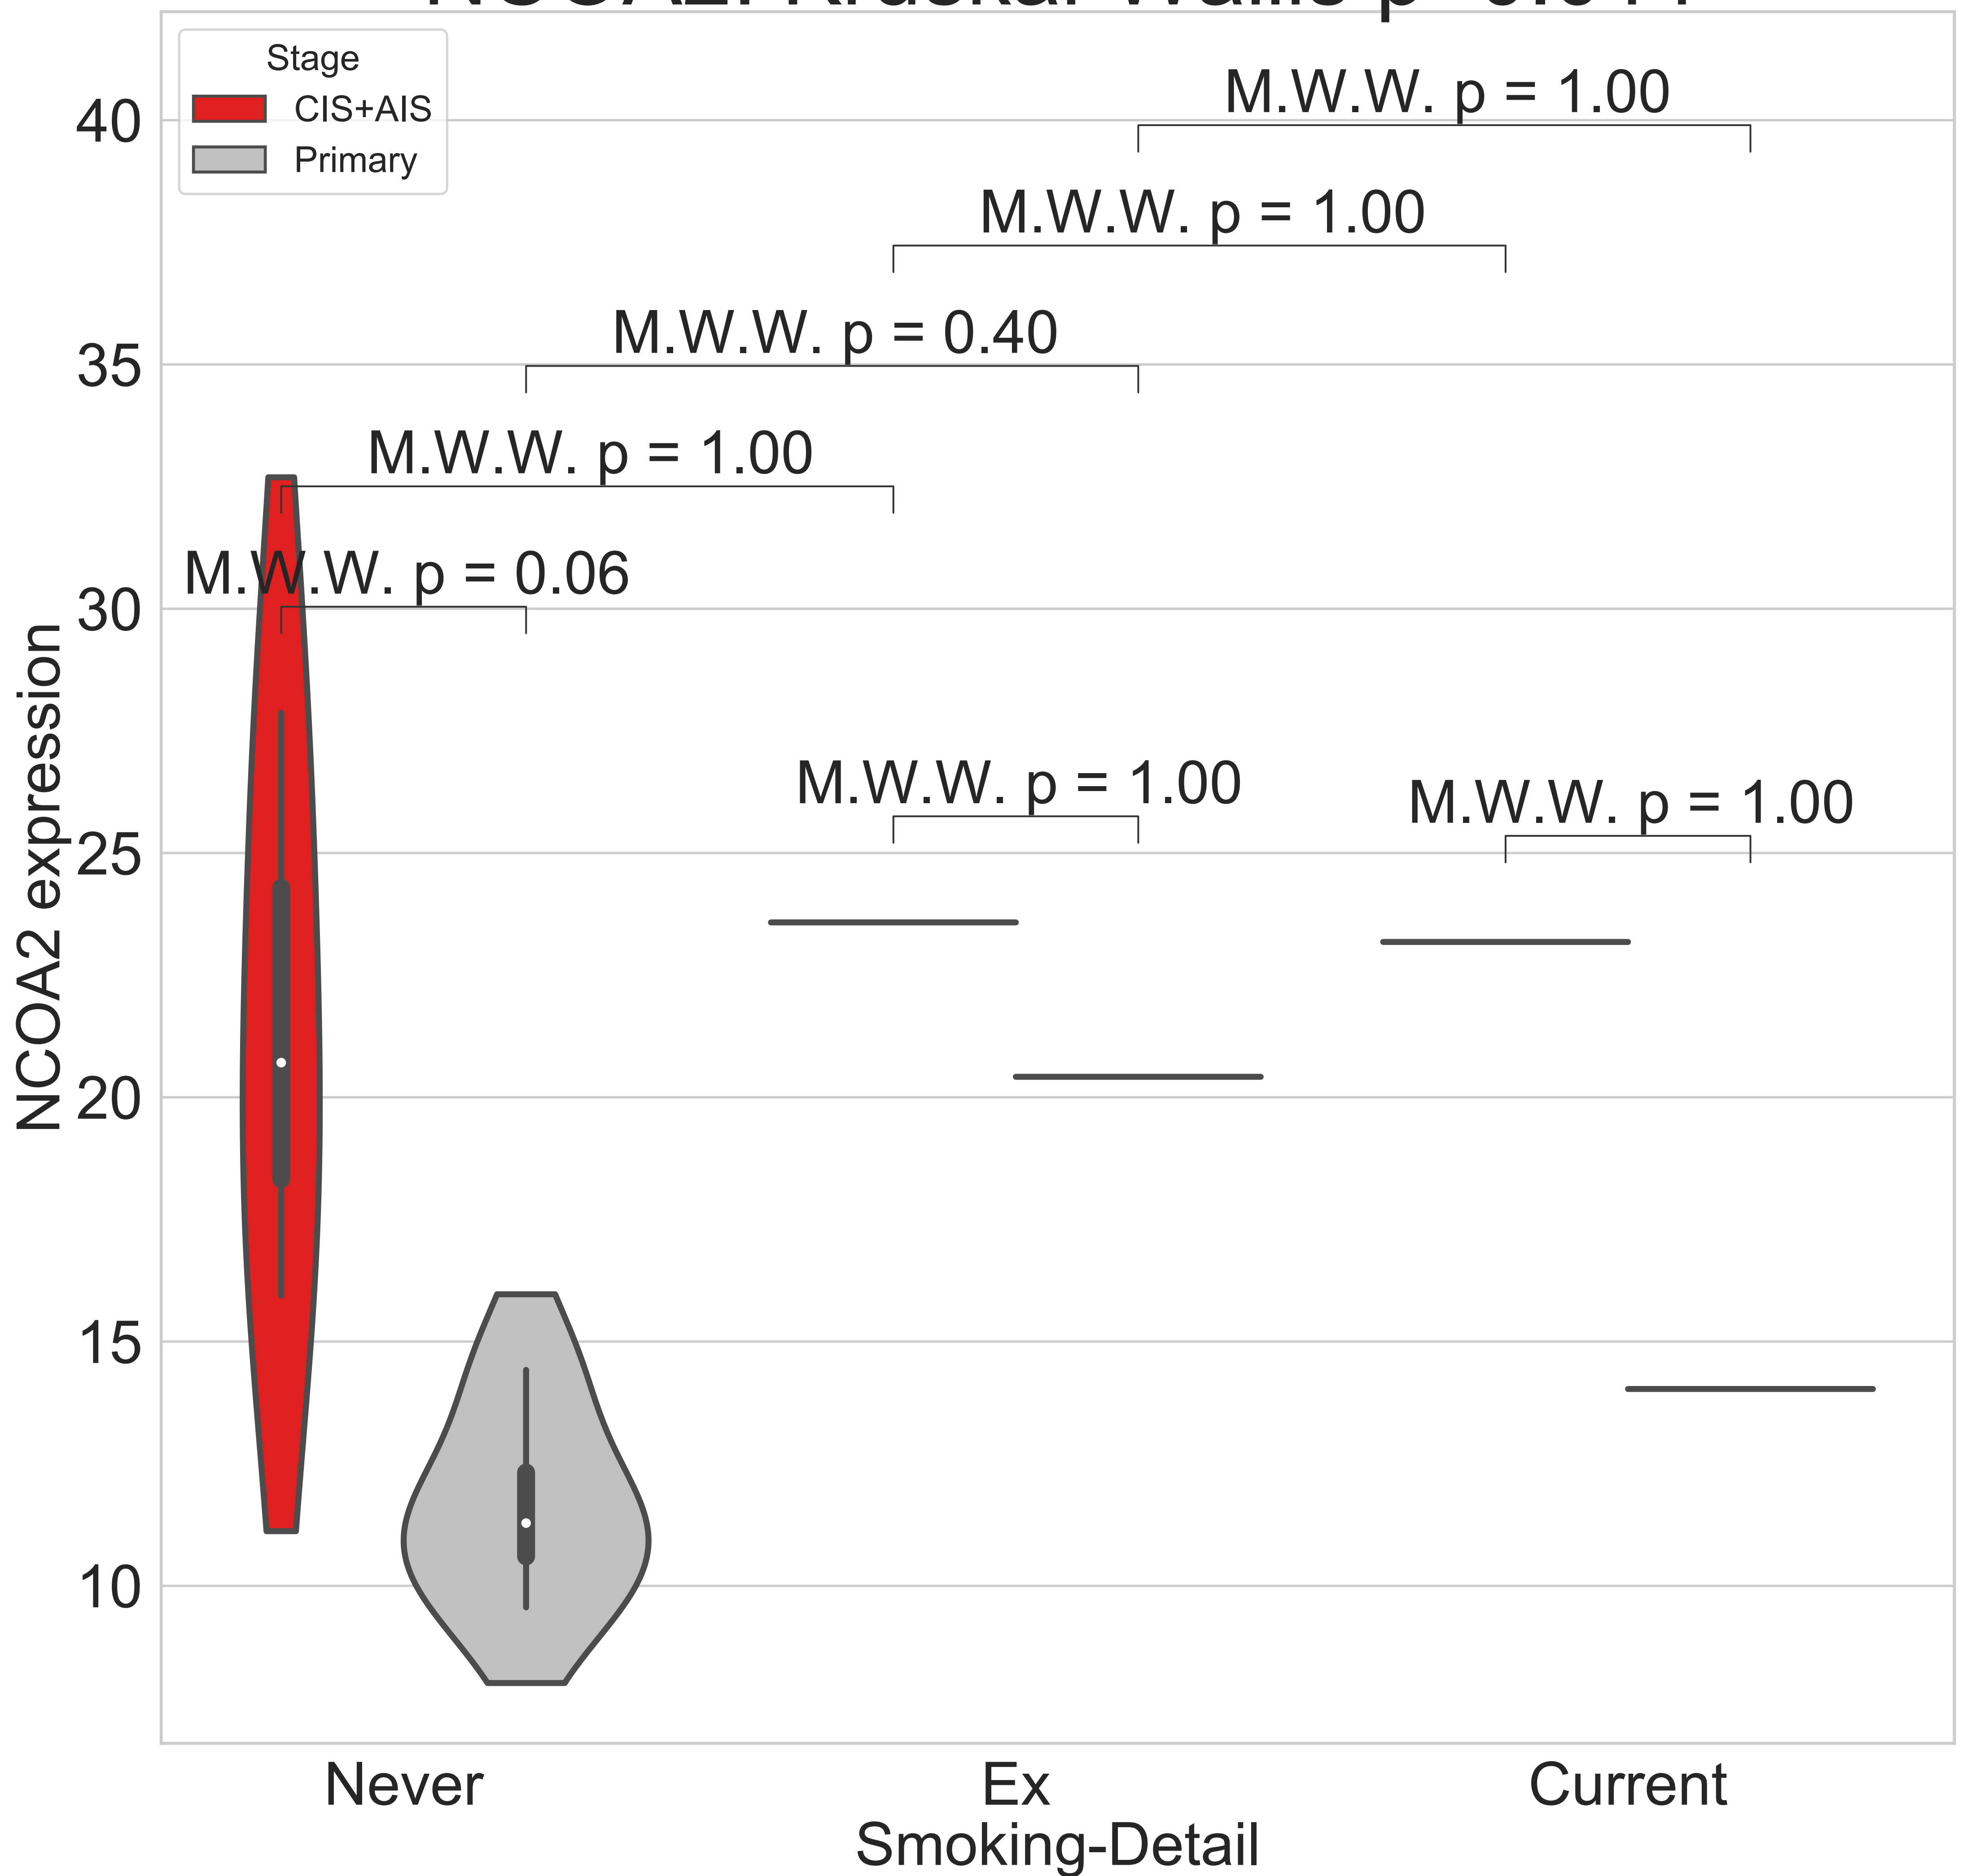 Stage
CIS+AIS
Primary
M.W.W. p = 1.00
M.W.W. p = 1.00
M.W.W. p = 0.40
M.W.W. p = 1.00
M.W.W. p = 0.06
M.W.W. p = 1.00
M.W.W. p = 1.00
40
35
30
25
20
15
10
NCOA2 expression
Never
Ex
Current
Smoking-Detail